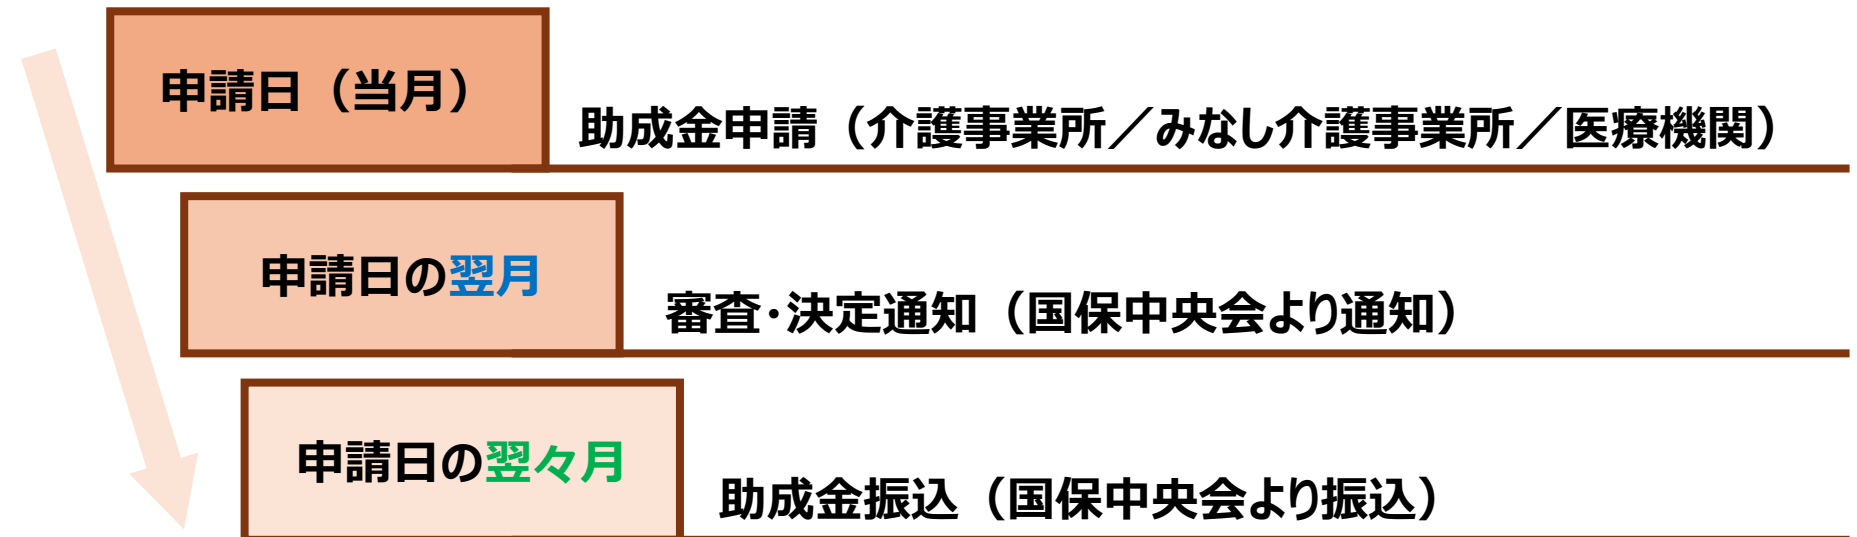 申請日（当月）
助成金申請（介護事業所／みなし介護事業所／医療機関）
申請日の翌月
審査・決定通知（国保中央会より通知）
申請日の翌々月
助成金振込（国保中央会より振込）